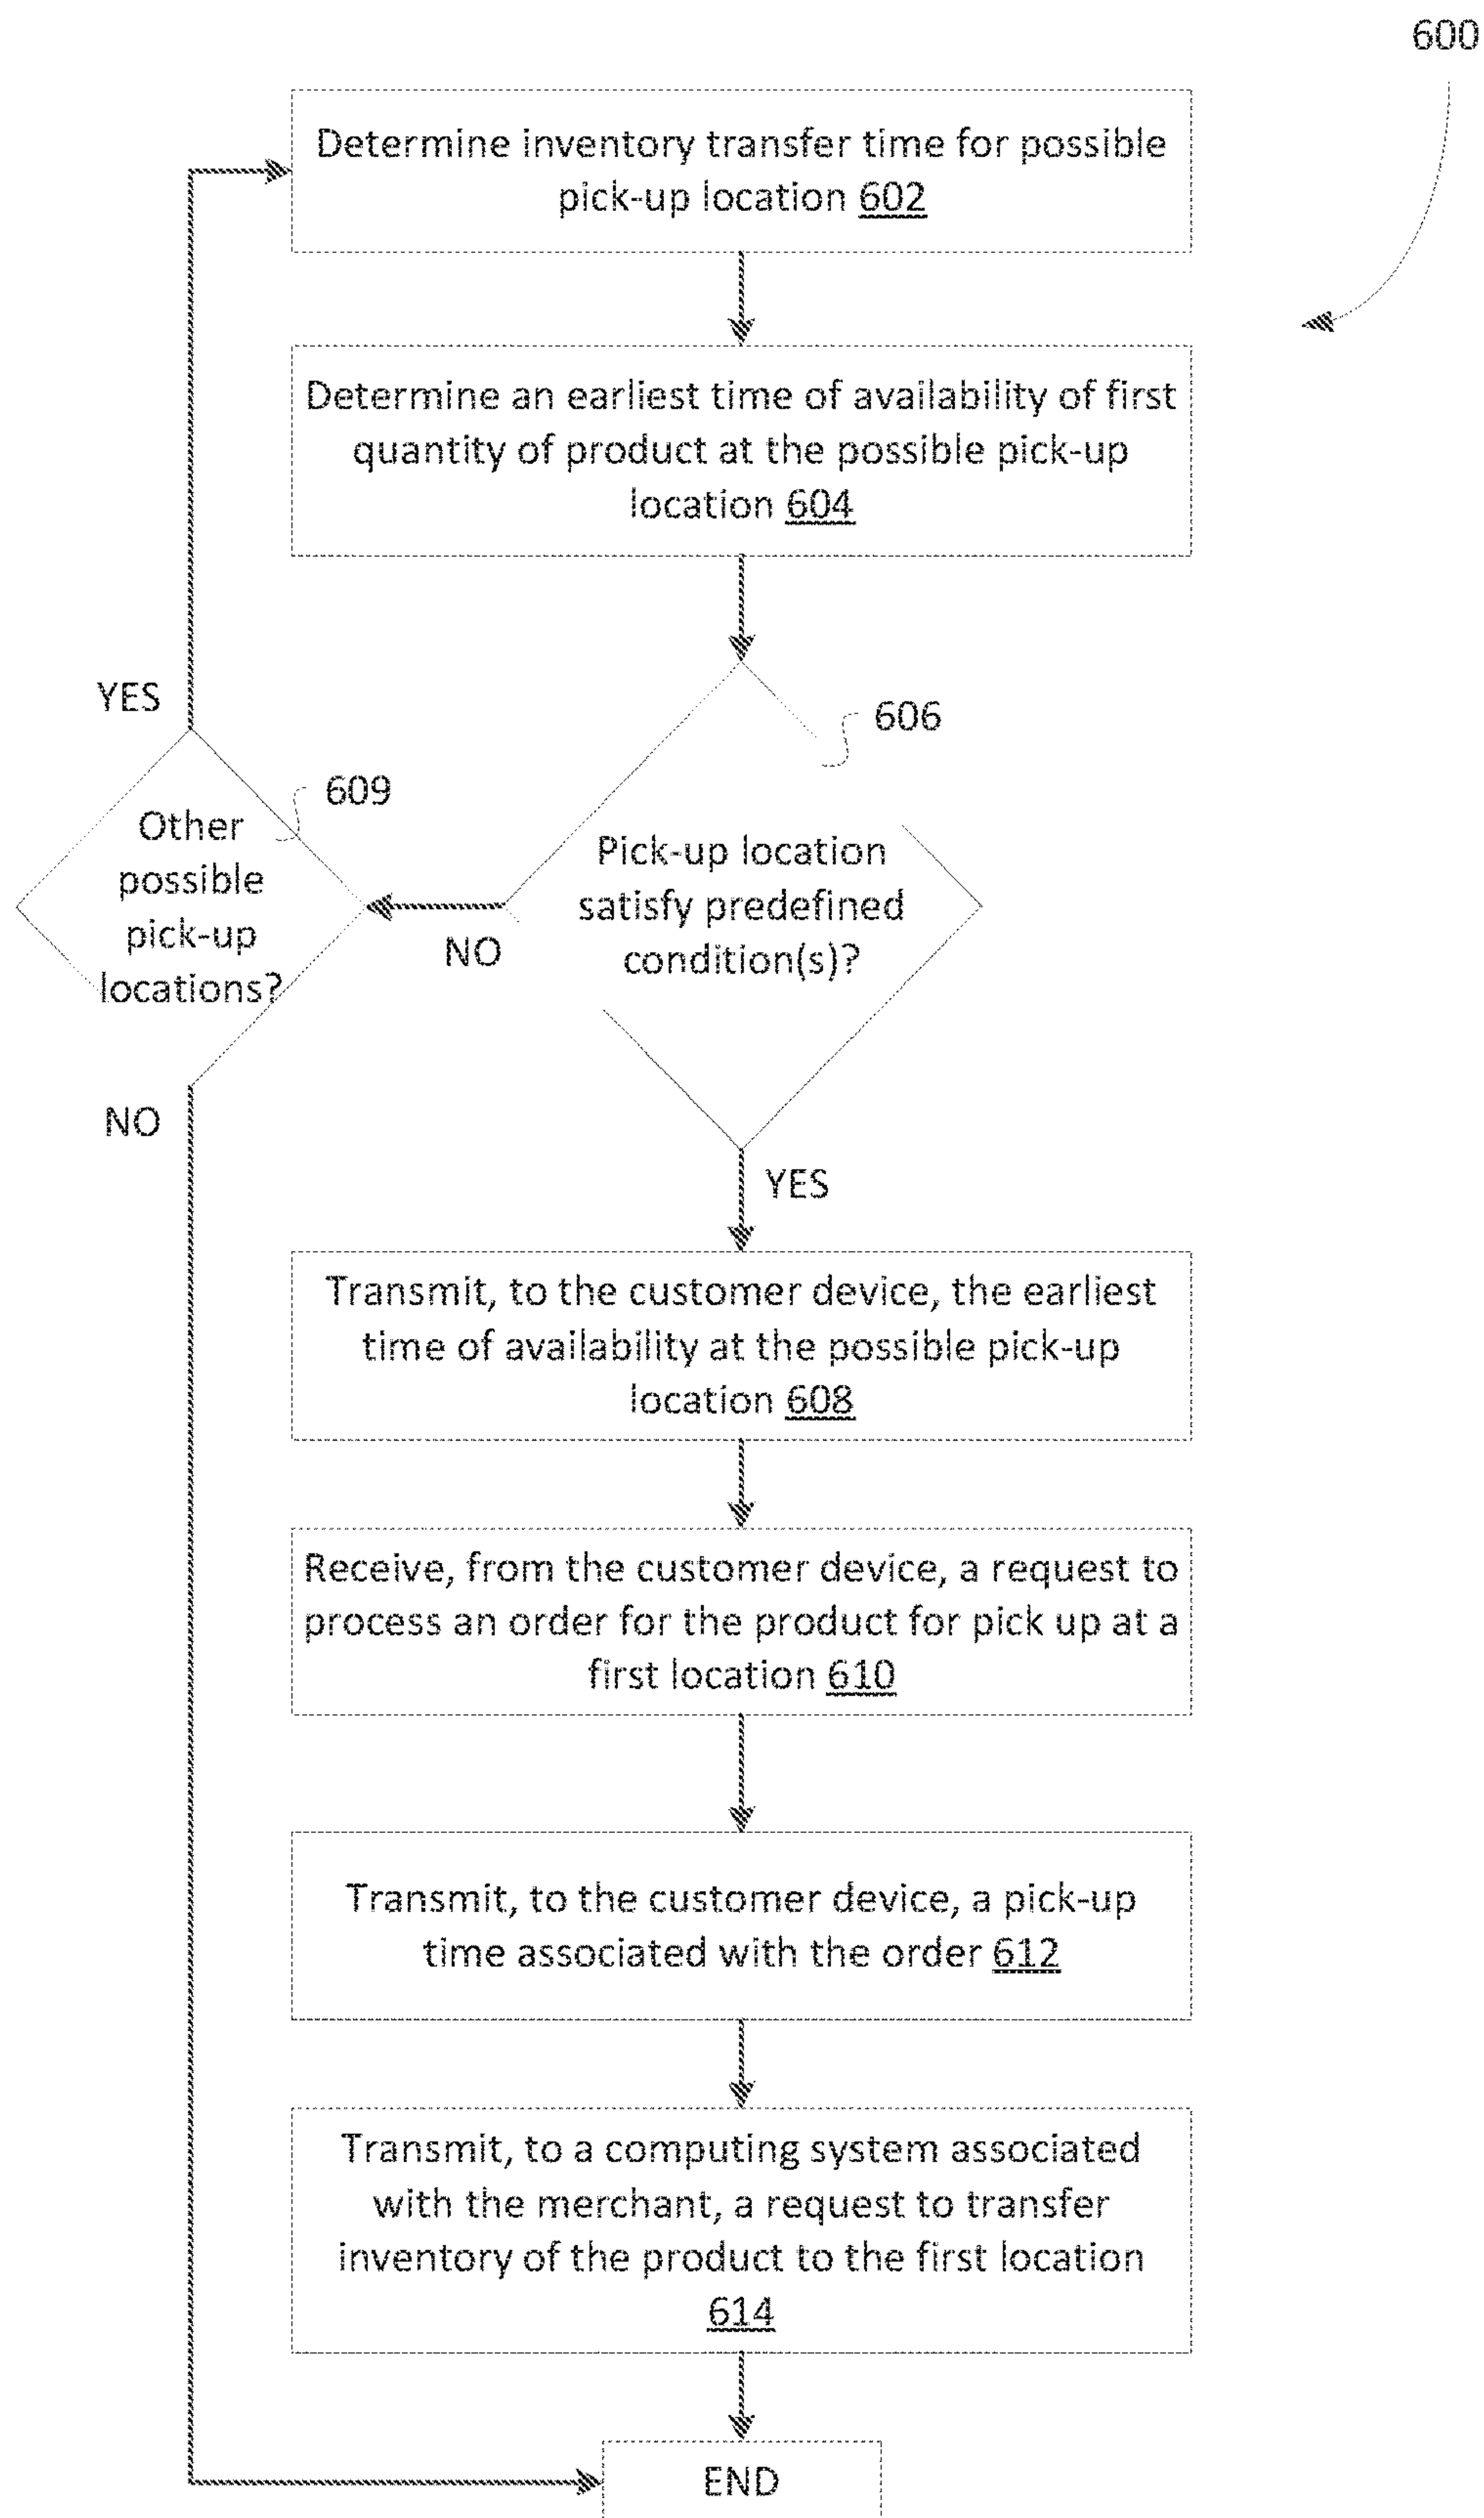 600
Determine inventory transfer time for possible
pick-up location 602
Determine an earliest time of availability of first
quantity of product at the possible pick-up
location 604
YES
606
609
Other
possible
pick-up
locations?
Pick-up location
satisfy predefined
condition(s)?
NO
NO
YES
Transmit, to the customer device, the earliest
time of availability at the possible pick-up
location 608
Receive, from the customer device, a request to
process an order for the product for pick up at a
first location 610
Transmit, to the customer device, a pick-up
time associated with the order 612
Transmit, to a computing system associated
with the merchant, a request to transfer
inventory of the product to the first location
614
END